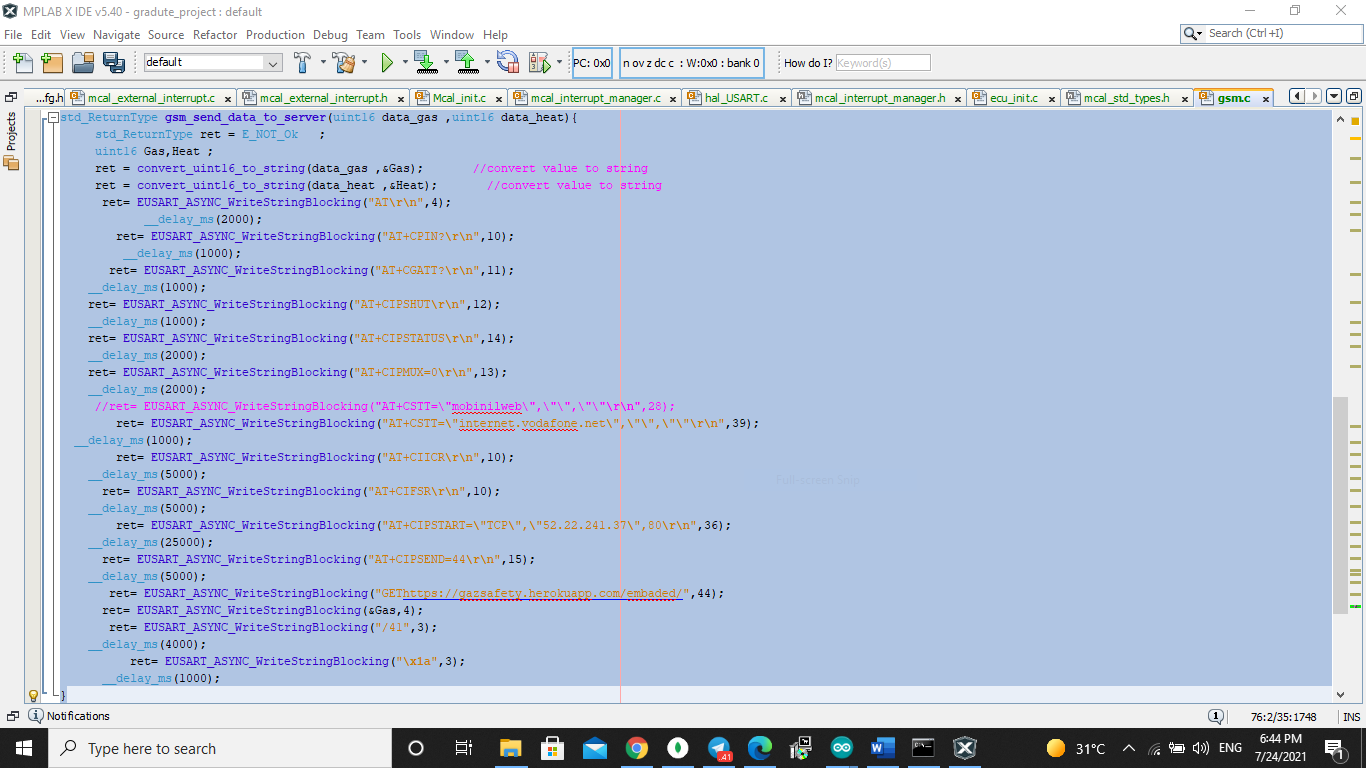 MPLAB X IDE v5.40 - gradute_project : default
File Edit View Navigate Source Refactor Production Debug Team Tools Window Help
Search (Ctrl+I)
default
PC: 0x0
n ov z dc c : W:0x0 : bank 0
How do I? Keyword(s)
...fg.h mcal_external_interrupt.c mcal_external_interrupt.h Mcal_init.c mcal_interrupt_manager.c hal_USART.c mcal_interrupt_manager.h ecu_init.c mcal_std_types.h gsm.c
Projects
std_ReturnType gsm_send_data_to_server(uint16 data_gas ,uint16 data_heat){
std_ReturnType ret = E_NOT_Ok ;
uint16 Gas,Heat ;
ret = convert_uint16_to_string(data_gas ,&Gas); //convert value to string
ret = convert_uint16_to_string(data_heat ,&Heat); //convert value to string
ret= EUSART_ASYNC_WriteStringBlocking("AT\r\n",4);
__delay_ms(2000);
ret= EUSART_ASYNC_WriteStringBlocking("AT+CPIN?\r\n",10);
__delay_ms(1000);
ret= EUSART_ASYNC_WriteStringBlocking("AT+CGATT?\r\n",11);
__delay_ms(1000);
ret= EUSART_ASYNC_WriteStringBlocking("AT+CIPSHUT\r\n",12);
__delay_ms(1000);
ret= EUSART_ASYNC_WriteStringBlocking("AT+CIPSTATUS\r\n",14);
__delay_ms(2000);
ret= EUSART_ASYNC_WriteStringBlocking("AT+CIPMUX=0\r\n",13);
__delay_ms(2000);
//ret= EUSART_ASYNC_WriteStringBlocking("AT+CSTT=\"mobinilweb\",\"\",\"\"\r\n",28);
ret= EUSART_ASYNC_WriteStringBlocking("AT+CSTT=\"internet.vodafone.net\",\"\",\"\"\r\n",39);
__delay_ms(1000);
ret= EUSART_ASYNC_WriteStringBlocking("AT+CIICR\r\n",10);
__delay_ms(5000);
ret= EUSART_ASYNC_WriteStringBlocking("AT+CIFSR\r\n",10);
__delay_ms(5000);
ret= EUSART_ASYNC_WriteStringBlocking("AT+CIPSTART=\"TCP\",\"52.22.241.37\",80\r\n",36);
__delay_ms(25000);
ret= EUSART_ASYNC_WriteStringBlocking("AT+CIPSEND=44\r\n",15);
__delay_ms(5000);
ret= EUSART_ASYNC_WriteStringBlocking("GEThttps://gazsafety.herokuapp.com/embaded/",44);
ret= EUSART_ASYNC_WriteStringBlocking(&Gas,4);
ret= EUSART_ASYNC_WriteStringBlocking("/41",3);
__delay_ms(4000);
ret= EUSART_ASYNC_WriteStringBlocking("\x1a",3);
__delay_ms(1000);
}
Full-screen Snip
Notifications
1
76:2/35:1748
INS
Type here to search
.41
31°C
ENG
6:44 PM
7/24/2021
1